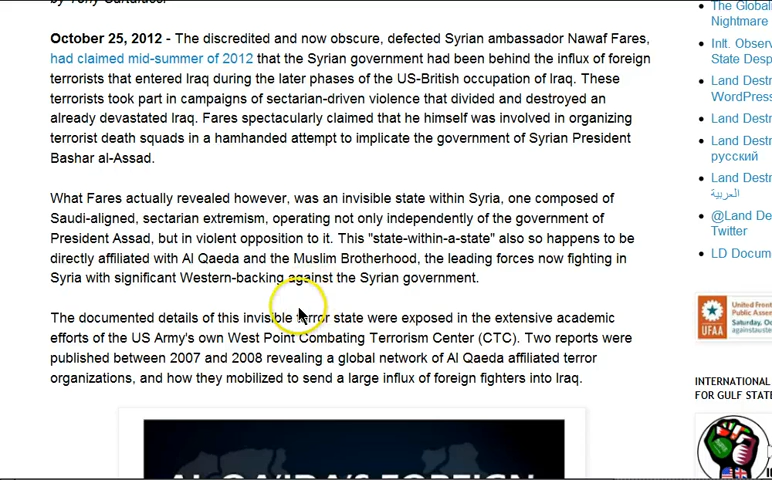 October 25, 2012 - The discredited and now obscure, defected Syrian ambassador Nawaf Fares,
had claimed mid-summer of 2012 that the Syrian government had been behind the influx of foreign
terrorists that entered Iraq during the later phases of the US-British occupation of Iraq. These
terrorists took part in campaigns of sectarian-driven violence that divided and destroyed an
already devastated Iraq. Fares spectacularly claimed that he himself was involved in organizing
terrorist death squads in a hamhanded attempt to implicate the government of Syrian President
Bashar al-Assad.
What Fares actually revealed however, was an invisible state within Syria, one composed of
Saudi-aligned, sectarian extremism, operating not only independently of the government of
President Assad, but in violent opposition to it. This "state-within-a-state" also so happens to be
directly affiliated with Al Qaeda and the Muslim Brotherhood, the leading forces now fighting in
Syria with significant Western-backing against the Syrian government.
The documented details of this invisible terror state were exposed in the extensive academic
efforts of the US Army's own West Point Combating Terrorism Center (CTC). Two reports were
published between 2007 and 2008 revealing a global network of Al Qaeda affiliated terror
organizations, and how they mobilized to send a large influx of foreign fighters into Iraq.
AL-QA'IDA'S FOREIGN
The Globali
Nightmare
Intl. Observ
State Desp
Land Destr
WordPress
Land Destr
Land Destr
русский
Land Destr
العربية
@Land De
Twitter
LD Docum
UFAA
United Front
Public Assem
Saturday, Oc
INTERNATIONAL
FOR GULF STATE